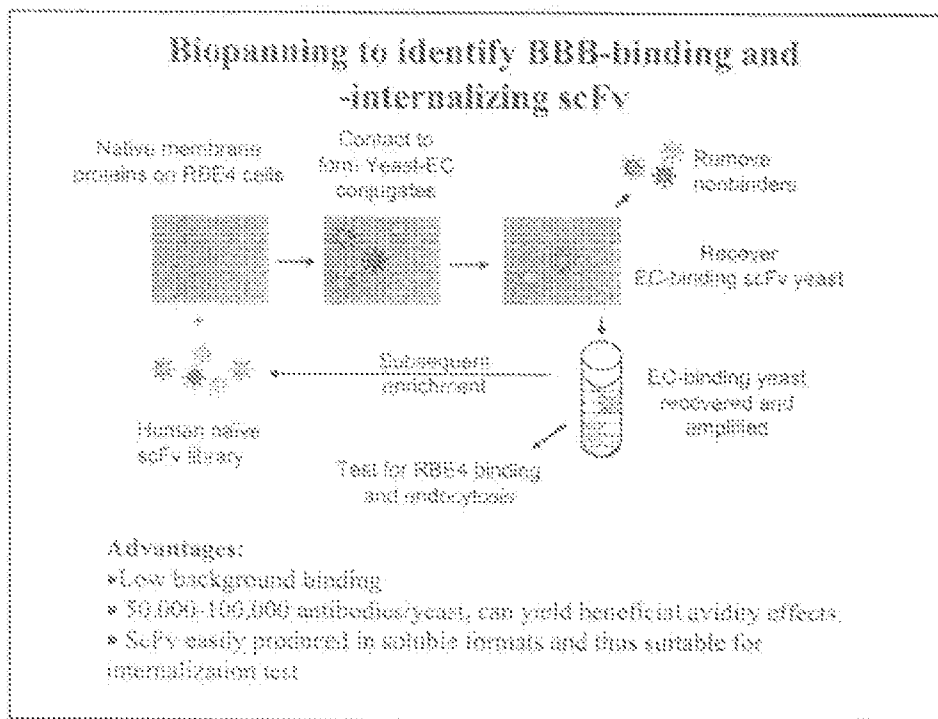 Biopanning to identify BBB-binding and
-internalizing scFv
Native membrane
proteins on RBE4 cells
Contact to
form Yeast-EC
conjugates
Remove
nonbinders
Recover
EC-binding scFv yeast
Subsequent
enrichment
EC-binding yeast
recovered and
amplified
Human naive
scFv library
Test for RBE4 binding
and endocytosis
Advantages:
•Low background binding
• 50,000-100,000 antibodies/yeast, can yield beneficial avidity effects
• ScFv easily produced in soluble formats and thus suitable for
internalization test